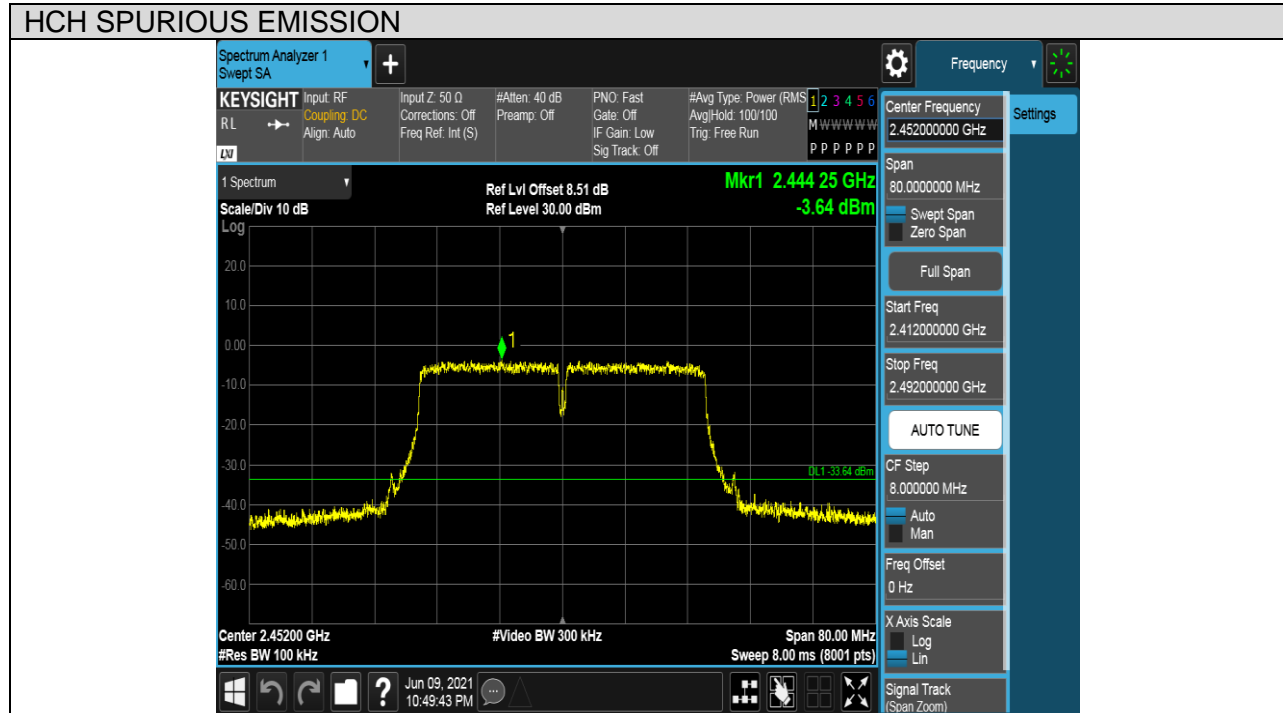 HCH SPURIOUS EMISSION
Spectrum Analyzer 1
Swept SA
+
Frequency
KEYSIGHT
RL
LXI
Input: RF
Coupling: DC
Align: Auto
Input Z: 50 Ω
Corrections: Off
Freq Ref: Int (S)
#Atten: 40 dB
Preamp: Off
PNO: Fast
Gate: Off
IF Gain: Low
Sig Track: Off
#Avg Type: Power (RMS
Avg|Hold: 100/100
Trig: Free Run
1 2 3 4 5 6
M W W W W W
P P P P P P
1 Spectrum
Scale/Div 10 dB
Ref Lvl Offset 8.51 dB
Ref Level 30.00 dBm
Mkr1 2.444 25 GHz
-3.64 dBm
Log
20.0
10.0
0.00
-10.0
-20.0
-30.0
-40.0
-50.0
-60.0
1
DL1 -33.64 dBm
Center 2.45200 GHz
#Res BW 100 kHz
#Video BW 300 kHz
Span 80.00 MHz
Sweep 8.00 ms (8001 pts)
Center Frequency
2.452000000 GHz
Settings
Span
80.0000000 MHz
Swept Span
Zero Span
Full Span
Start Freq
2.412000000 GHz
Stop Freq
2.492000000 GHz
AUTO TUNE
CF Step
8.000000 MHz
Auto
Man
Freq Offset
0 Hz
X Axis Scale
Log
Lin
Signal Track
(Span Zoom)
?
Jun 09, 2021
10:49:43 PM